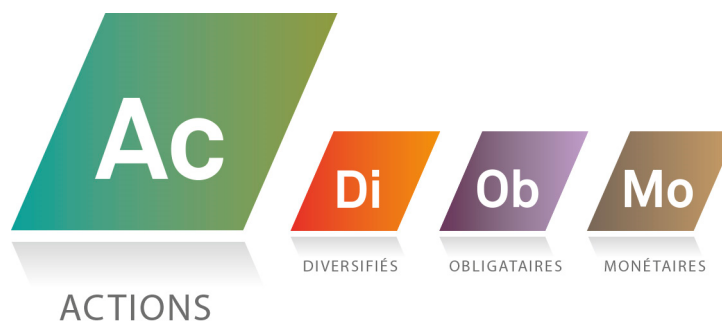 Ac
ACTIONS
Di
DIVERSIFIÉS
Ob
OBLIGATAIRES
Mo
MONÉTAIRES